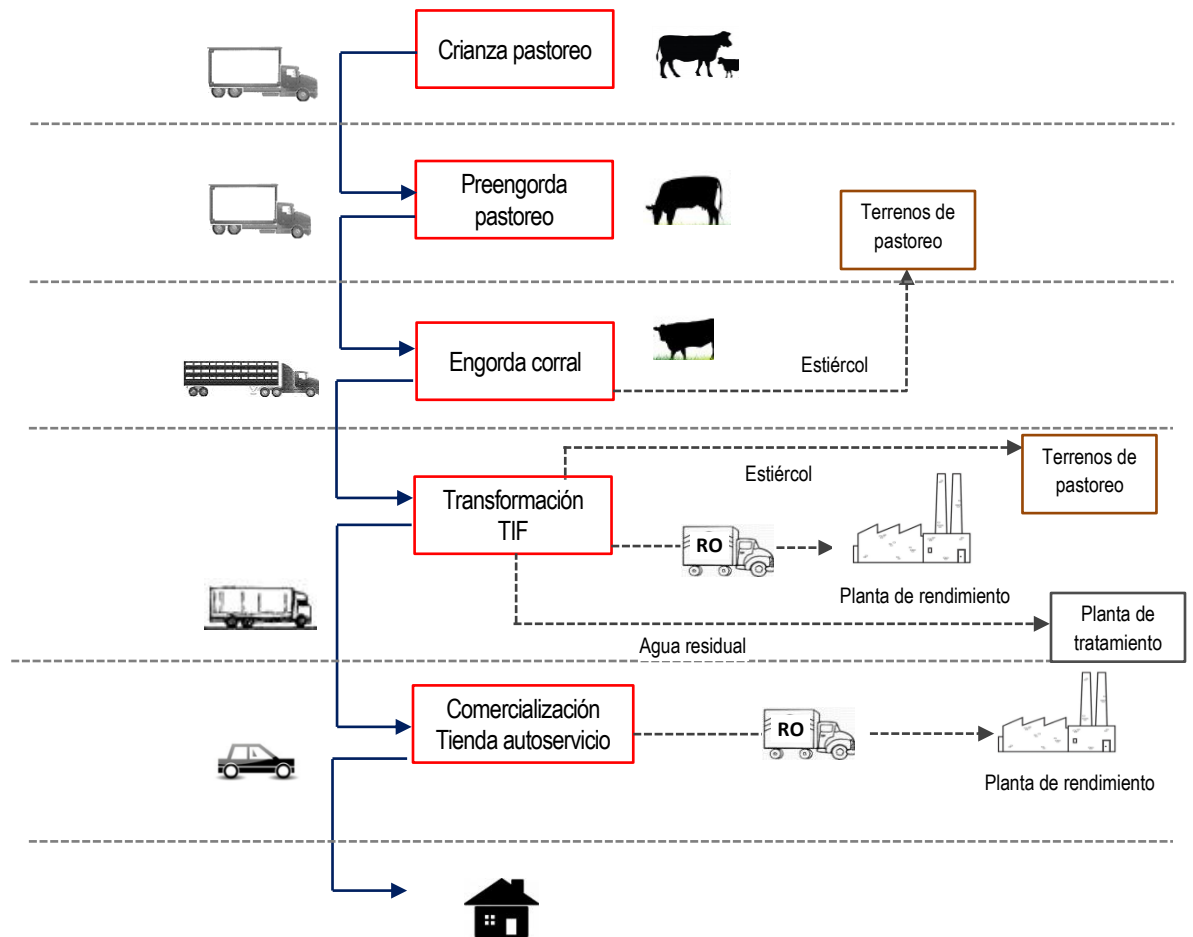 Crianza pastoreo
Preengorda
pastoreo
Terrenos de
pastoreo
Engorda corral
Estiércol
Estiércol
Terrenos de
pastoreo
Transformación
TIF
RO
Planta de rendimiento
Planta de
tratamiento
Agua residual
Comercialización
Tienda autoservicio
RO
Planta de rendimiento